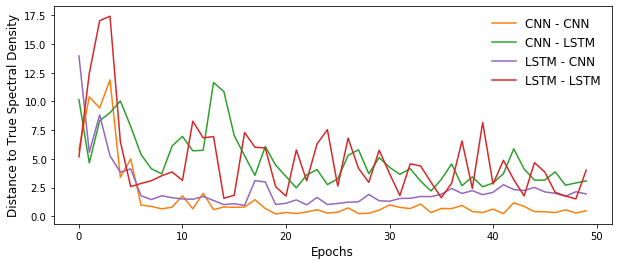 Distance to True Spectral Density
17.5
15.0
12.5
10.0
7.5
5.0
2.5
0.0
CNN - CNN
CNN - LSTM
LSTM - CNN
LSTM - LSTM
0 10 20 30 40 50
Epochs